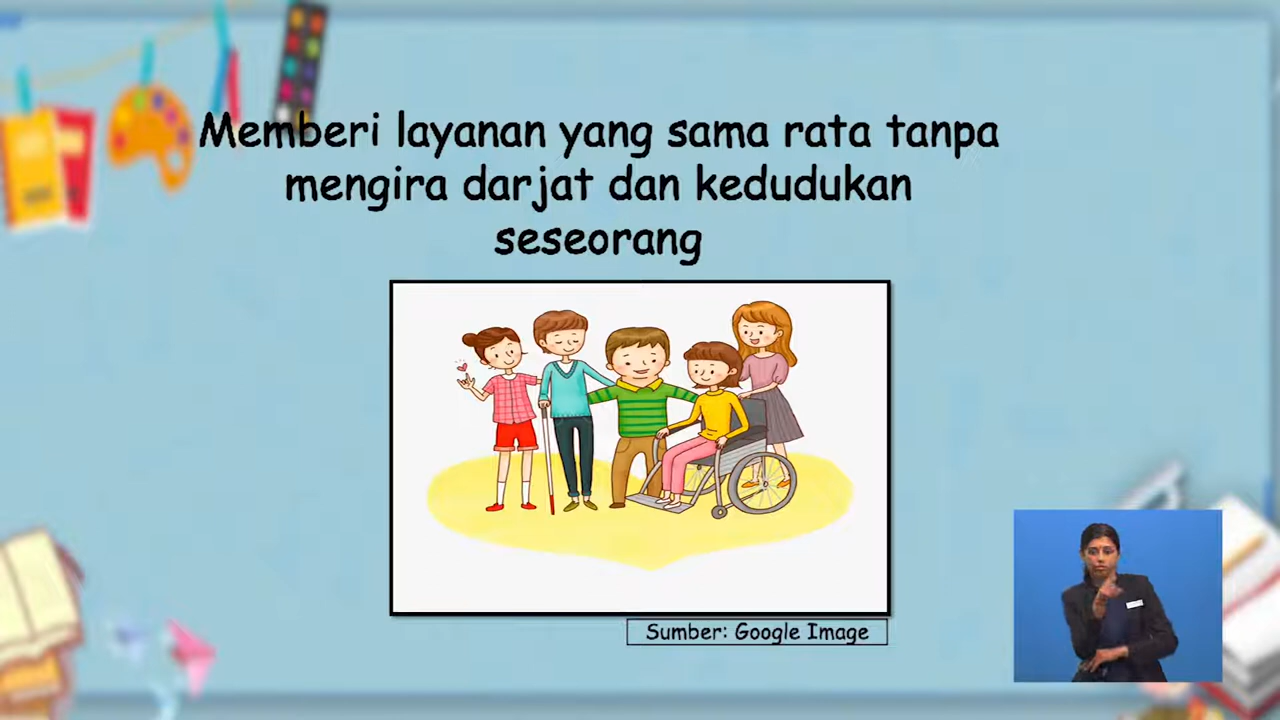 Memberi layanan yang sama rata tanpa
mengira darjat dan kedudukan
seseorang
Sumber: Google Image